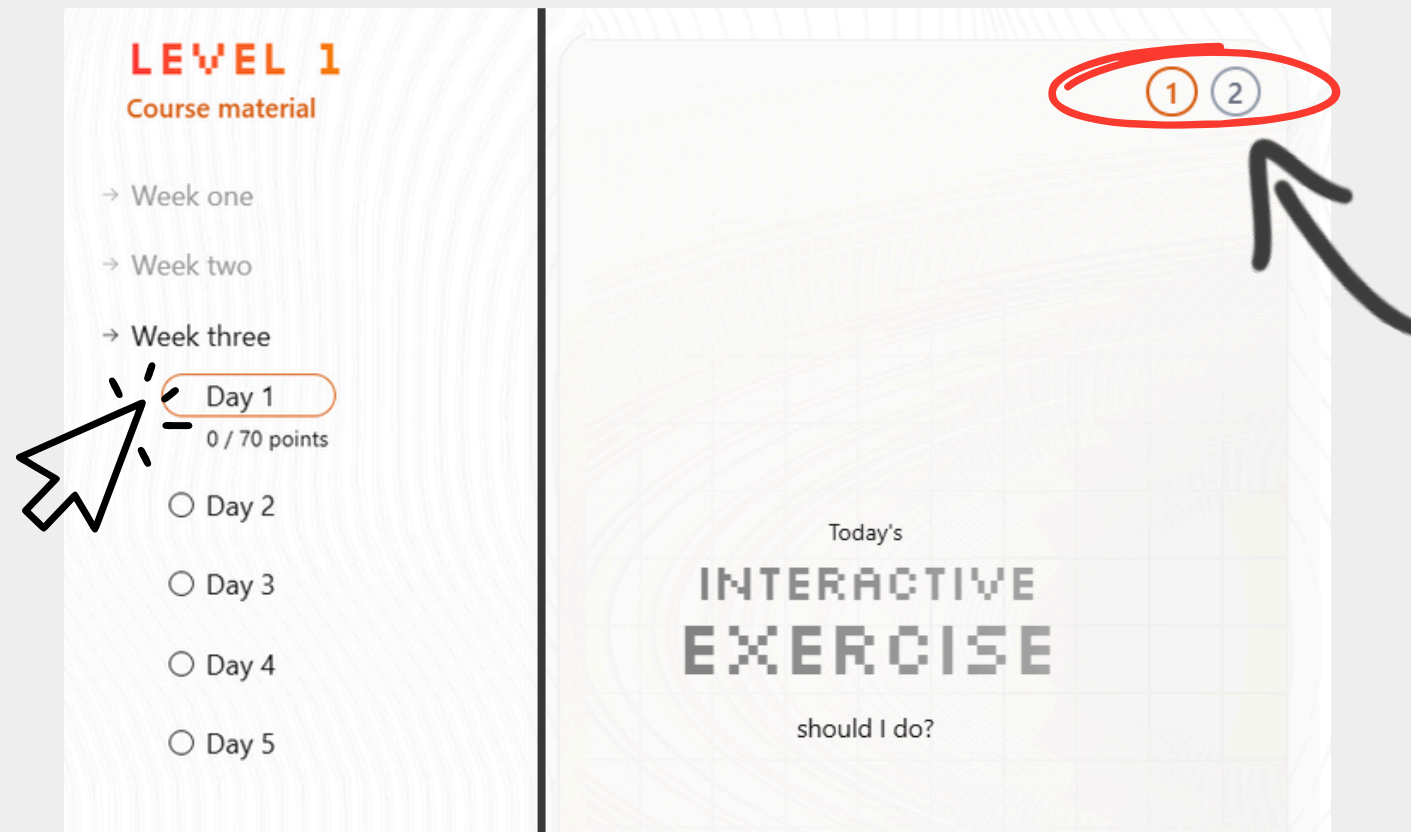 LEVEL 1
Course material
→ Week one
→ Week two
→ Week three
Day 1
0 / 70 points
Day 2
Day 3
Day 4
Day 5
1 2
Today's
INTERACTIVE
EXERCISE
should I do?